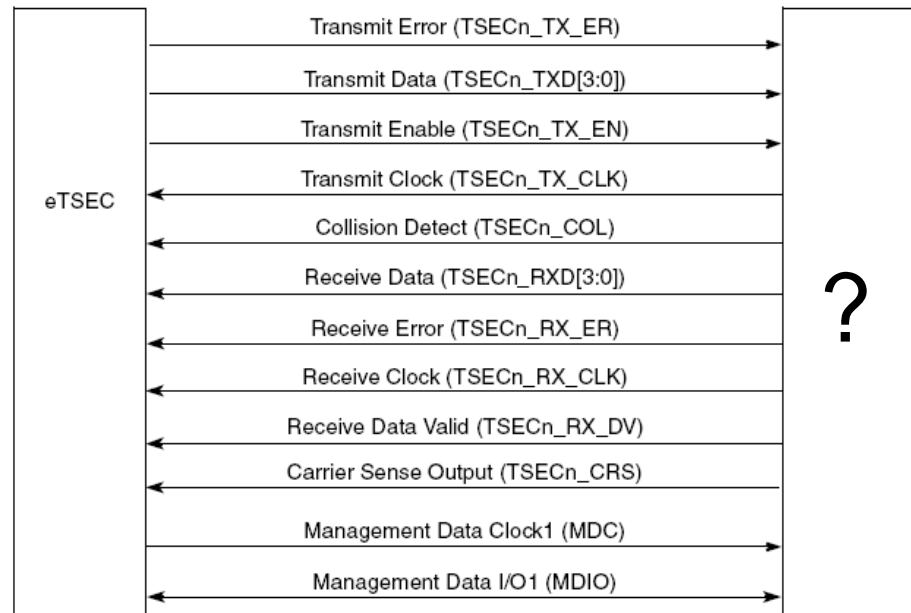 Transmit Error (TSECn_TX_ER)
Transmit Data (TSECn_TXD[3:0])
Transmit Enable (TSECn_TX_EN)
Transmit Clock (TSECn_TX_CLK)
eTSEC
Collision Detect (TSECn_COL)
Receive Data (TSECn_RXD[3:0])
?
Receive Error (TSECn_RX_ER)
Receive Clock (TSECn_RX_CLK)
Receive Data Valid (TSECn_RX_DV)
Carrier Sense Output (TSECn_CRS)
Management Data Clock1 (MDC)
Management Data I/O1 (MDIO)